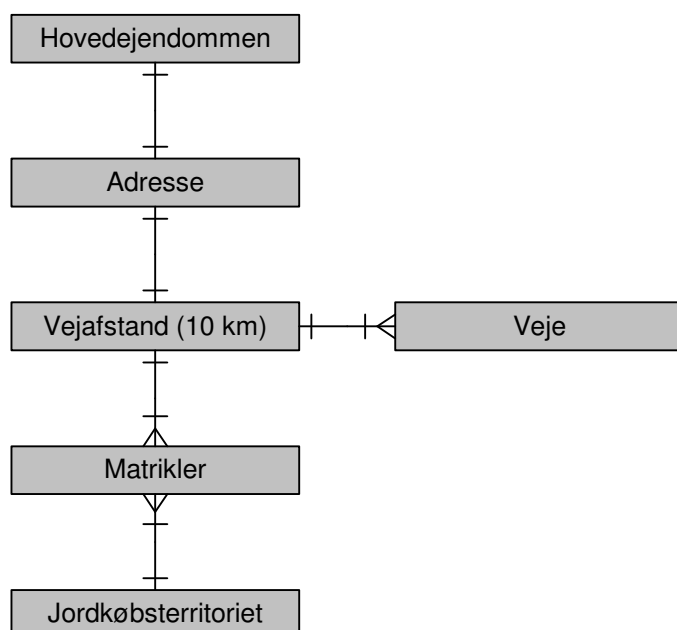 Hovedejendommen
Adresse
Vejafstand (10 km)
Veje
Matrikler
Jordkøbsterritoriet